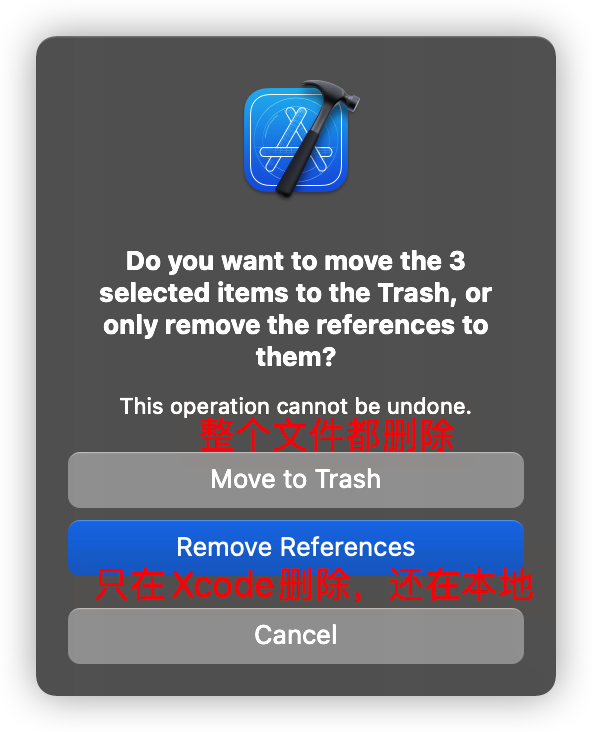 Do you want to move the 3
selected items to the Trash, or
only remove the references to
them?
This operation cannot be undone.
整个文件都删除
Move to Trash
Remove References
只在Xcode删除，还在本地
Cancel